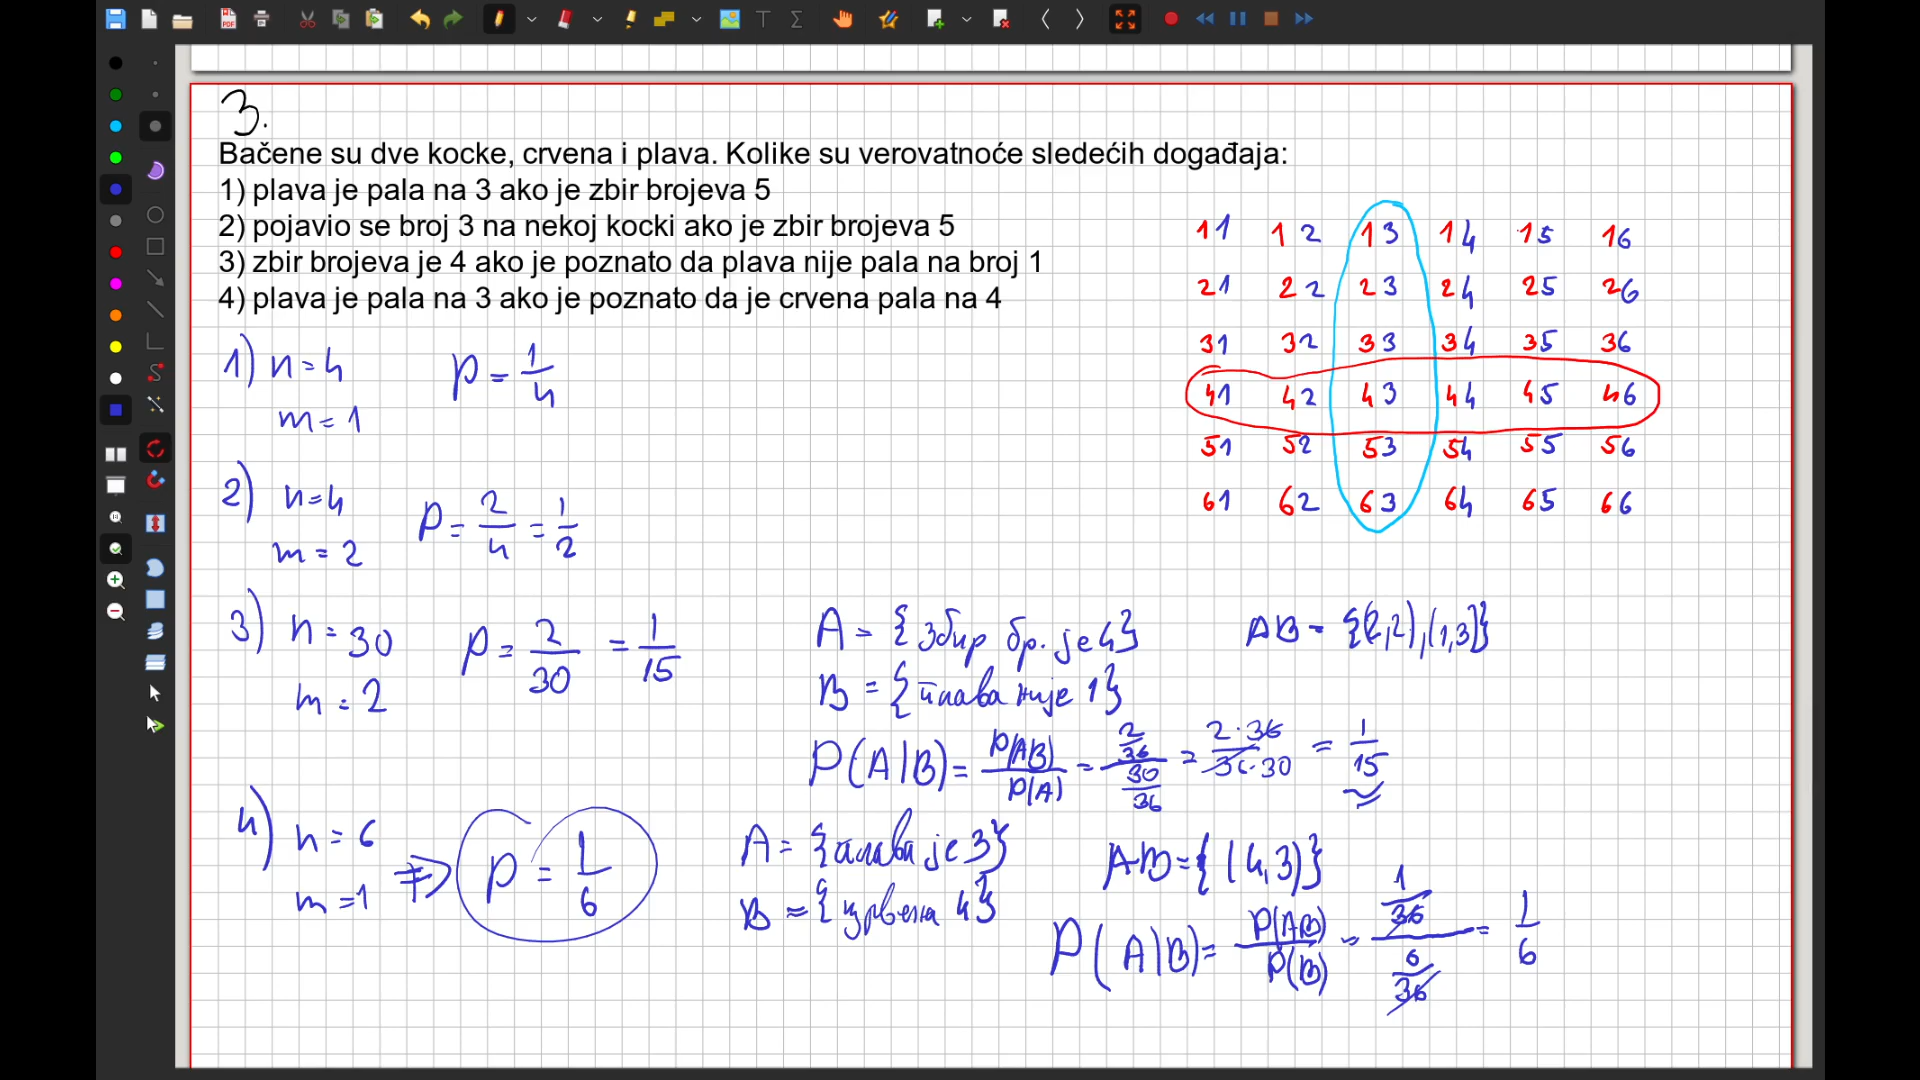 3.
Bačene su dve kocke, crvena i plava. Kolike su verovatnoće sledećih događaja:
1) plava je pala na 3 ako je zbir brojeva 5
2) pojavio se broj 3 na nekoj kocki ako je zbir brojeva 5
3) zbir brojeva je 4 ako je poznato da plava nije pala na broj 1
4) plava je pala na 3 ako je poznato da je crvena pala na 4
11 12 13 14 15 16
21 22 23 24 25 26
31 32 33 34 35 36
41 42 43 44 45 46
51 52 53 54 55 56
61 62 63 64 65 66
1) n=4 p=1/4
m=1
2) n=4 p=2/4=1/2
m=2
3) n=30 p=2/30=1/15
m=2
A={збир бр. је 4} AB={(2,2),(1,3)}
B={плава није 1}
P(A|B)=P(AB)/P(A)=(2/36)/(30/36)=2·36/36·30=1/15
4) n=6 ⇒ p=1/6
m=1
A={плава је 3} AB={(4,3)}
B={црвена 4}
P(A|B)=P(AB)/P(B)=(1/36)/(6/36)=1/6